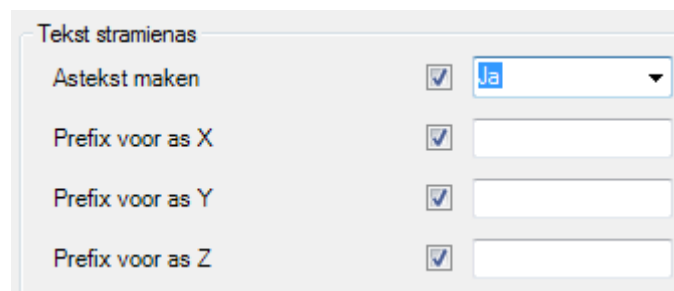 Tekst stramienas
Astekst maken Ja
Prefix voor as X
Prefix voor as Y
Prefix voor as Z